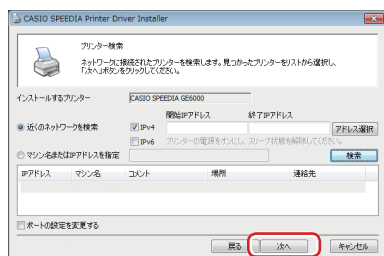 CASIO SPEEDIA Printer Driver Installer
プリンター検索
ネットワークに接続されたプリンターを検索します。見つかったプリンターをリストから選択し、
「次へ」ボタンをクリックしてください。
インストールするプリンター CASIO SPEEDIA GE6000
開始IPアドレス 終了IPアドレス
近くのネットワークを検索 IPv4 アドレス選択
IPv6 プリンターの電源をオンにし、スリープ状態を解除してください。
マシン名またはIPアドレスを指定 検索
IPアドレス マシン名 コメント 場所 連絡先
ポートの設定を変更する
戻る 次へ キャンセル